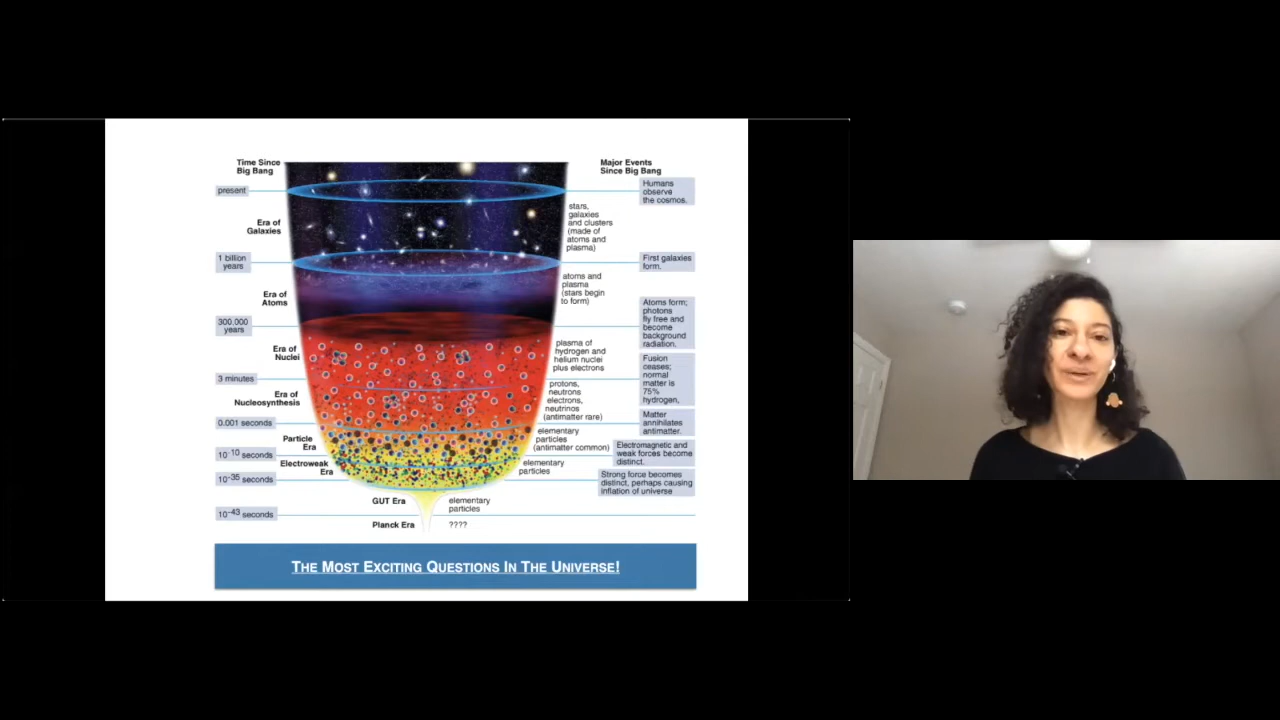 Time Since
Big Bang
Major Events
Since Big Bang
present
Humans
observe
the cosmos.
Era of
Galaxies
stars,
galaxies
and clusters
(made of
atoms and
plasma)
1 billion
years
First galaxies
form.
Era of
Atoms
atoms and
plasma
(stars begin
to form)
300.000
years
Atoms form;
photons
fly free and
become
background
radiation.
Era of
Nuclei
plasma of
hydrogen and
helium nuclei
plus electrons
3 minutes
Fusion
ceases;
normal
matter is
75%
hydrogen,
Era of
Nucleosynthesis
protons,
neutrons
electrons,
neutrinos
(antimatter rare)
0.001 seconds
Matter
annihilates
antimatter.
Particle
Era
elementary
particles
(antimatter common)
10-10 seconds
Electromagnetic and
weak forces become
distinct.
Electroweak
Era
elementary
particles
10-35 seconds
Strong force becomes
distinct, perhaps causing
inflation of universe
GUT Era
elementary
particles
10-43 seconds
Planck Era
????
THE MOST EXCITING QUESTIONS IN THE UNIVERSE!